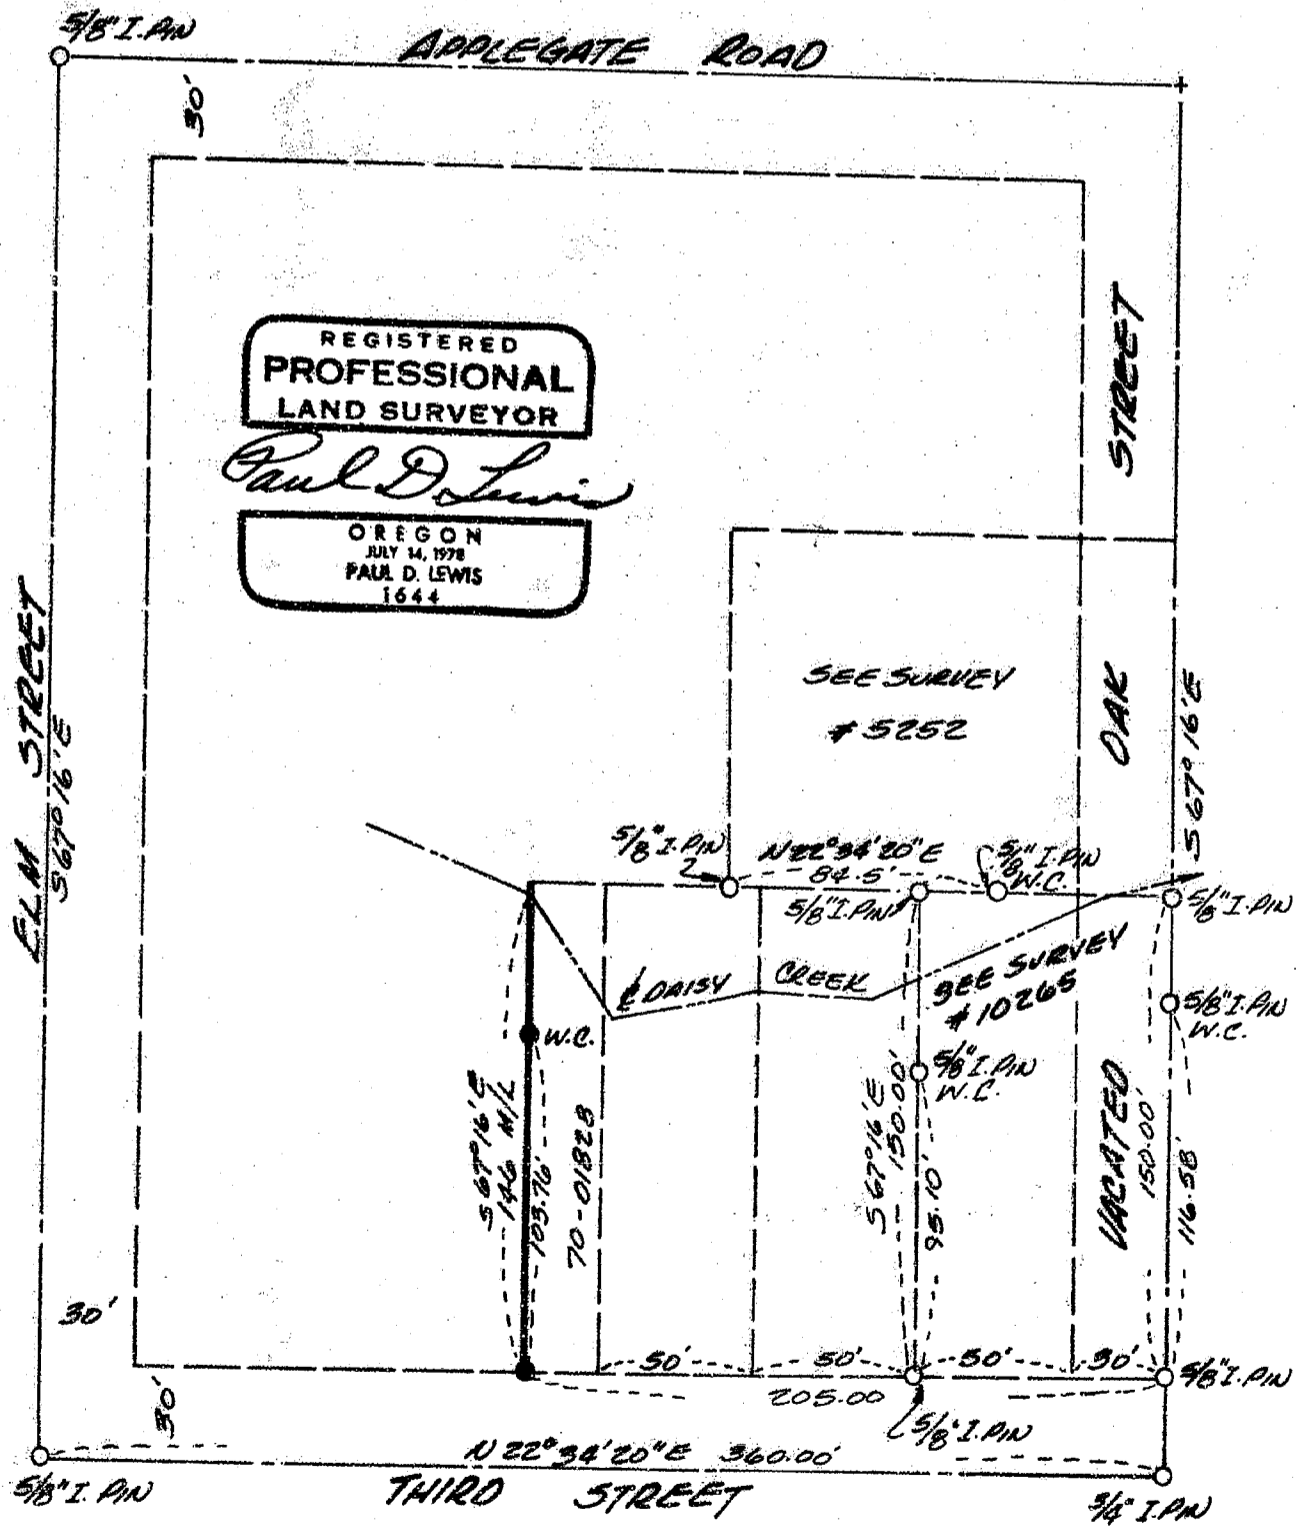 5/8" I. PIN
APPLEGATE ROAD
30'
REGISTERED
PROFESSIONAL
LAND SURVEYOR
Paul D. Lewis
OREGON
JULY 14, 1978
PAUL D. LEWIS
1644
ELM STREET
S 67° 16' E
OAK STREET
S 67° 16' E
SEE SURVEY
# 5252
5/8" I. PIN
N 22° 34' 20" E
84.5'
5/8" I. PIN
W.C.
5/8" I. PIN
5/8" I. PIN
℄ DAISY CREEK
SEE SURVEY
# 10265
5/8" I. PIN
W.C.
W.C.
5/8" I. PIN
W.C.
S 67° 16' E
146 M/L
103.76'
70-01828
S 67° 16' E
150.00'
95.10'
VACATED
150.00'
116.58'
30'
30'
50'
50'
50'
30'
205.00
5/8" I. PIN
5/8" I. PIN
N 22° 34' 20" E 360.00'
5/8" I. PIN
THIRD STREET
3/4" I. PIN